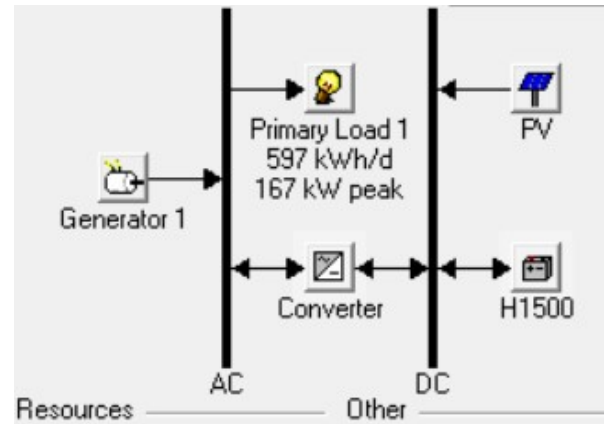 Primary Load 1
597 kWh/d
167 kW peak
PV
Generator 1
Converter
H1500
AC
DC
Resources
Other